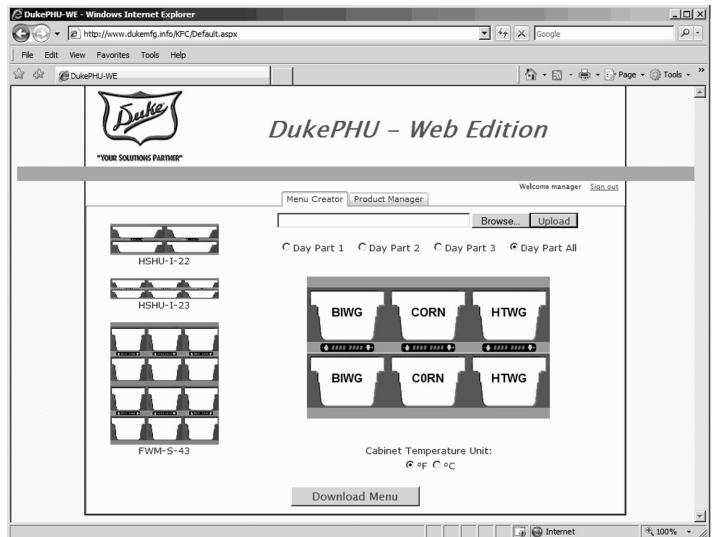 DukePHU-WE - Windows Internet Explorer
http://www.dukemfg.info/KFC/Default.aspx
Google
File Edit View Favorites Tools Help
DukePHU-WE
Page Tools
Duke
"YOUR SOLUTIONS PARTNER"
DukePHU – Web Edition
Welcome manager Sign out
Menu Creator Product Manager
Browse... Upload
Day Part 1 Day Part 2 Day Part 3 Day Part All
HSHU-I-22
HSHU-I-23
FWM-S-43
BIWG CORN HTWG
BIWG C0RN HTWG
Cabinet Temperature Unit:
°F °C
Download Menu
Internet 100%